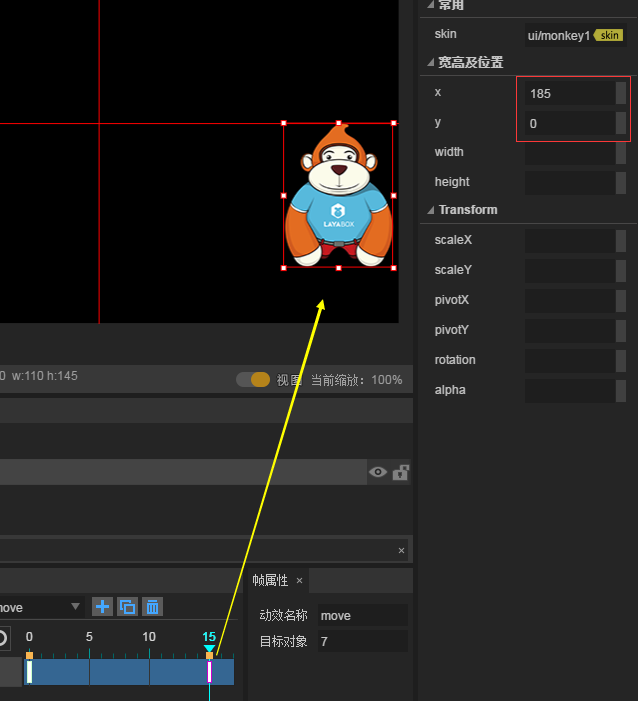 常用
skin
ui/monkey1
skin
宽高及位置
x
185
y
0
width
height
Transform
scaleX
scaleY
pivotX
pivotY
rotation
alpha
LAYABOX
0 w:110 h:145
视图 当前缩放: 100%
×
帧属性 ×
move
动效名称 move
目标对象 7
0 5 10 15